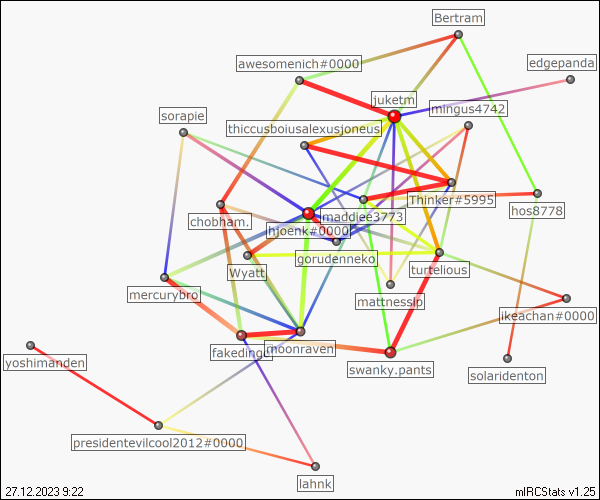 Bertram
awesomenich#0000
edgepanda
juketm
mingus4742
sorapie
thiccusboiusalexusjoneus
Thinker#5995
hos8778
chobham.
maddiee3773
hjoenk#0000
gorudenneko
Wyatt
turtelious
mercurybro
mattnesslp
ikeachan#0000
fakedingo
moonraven
yoshimanden
swanky.pants
solaridenton
presidentevilcool2012#0000
lahnk
27.12.2023 9:22
mIRCStats v1.25